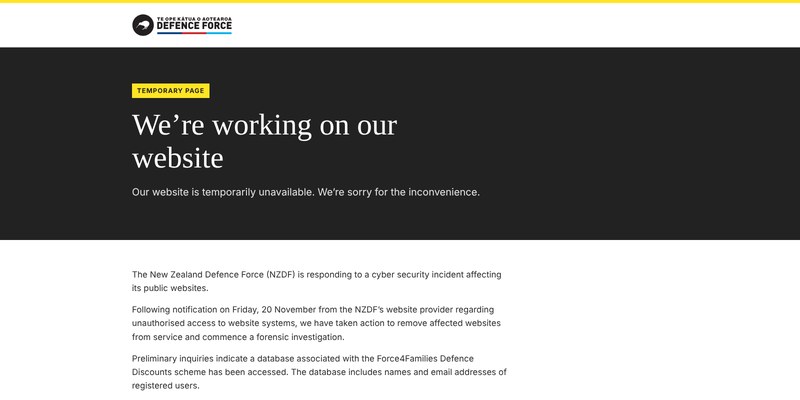 TE OPE KĀTUA O AOTEAROA
DEFENCE FORCE
TEMPORARY PAGE
We’re working on our
website
Our website is temporarily unavailable. We’re sorry for the inconvenience.
The New Zealand Defence Force (NZDF) is responding to a cyber security incident affecting
its public websites.
Following notification on Friday, 20 November from the NZDF’s website provider regarding
unauthorised access to website systems, we have taken action to remove affected websites
from service and commence a forensic investigation.
Preliminary inquiries indicate a database associated with the Force4Families Defence
Discounts scheme has been accessed. The database includes names and email addresses of
registered users.